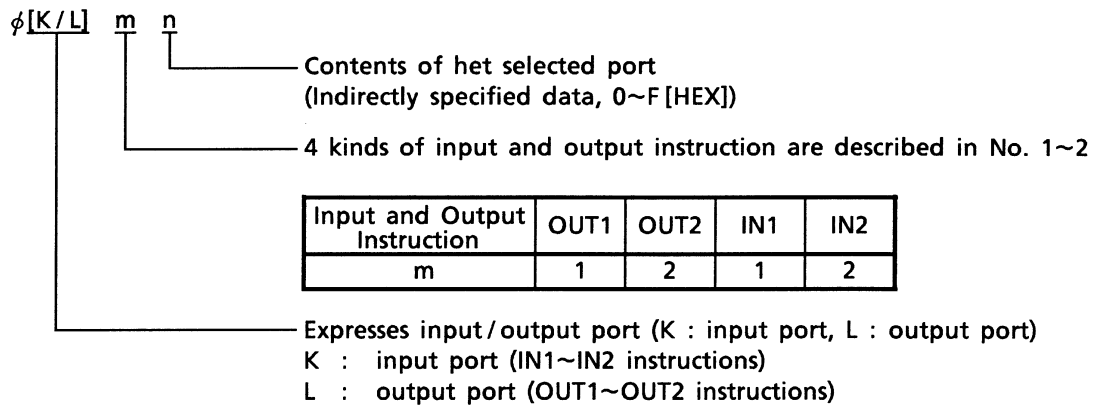 ϕ[K/L] m n
Contents of het selected port
(Indirectly specified data, 0~F[HEX])
4 kinds of input and output instruction are described in No. 1~2
Input and Output Instruction OUT1 OUT2 IN1 IN2
m 1 2 1 2
Expresses input/output port (K : input port, L : output port)
K : input port (IN1~IN2 instructions)
L : output port (OUT1~OUT2 instructions)